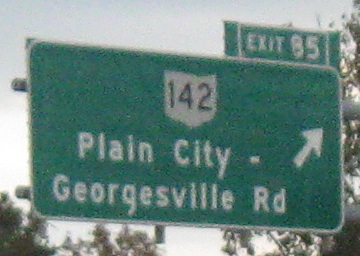 EXIT 85
142
Plain City -
Georgesville Rd